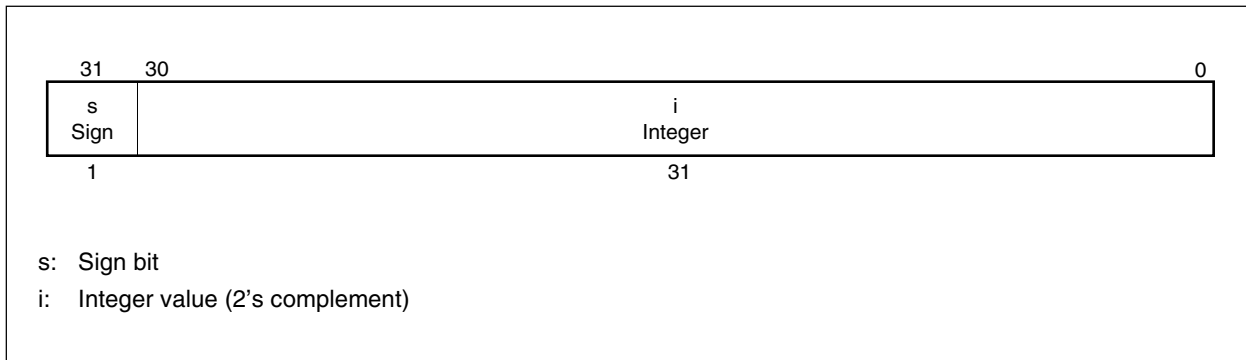 31 30 0
s i
Sign Integer
1 31
s: Sign bit
i: Integer value (2’s complement)